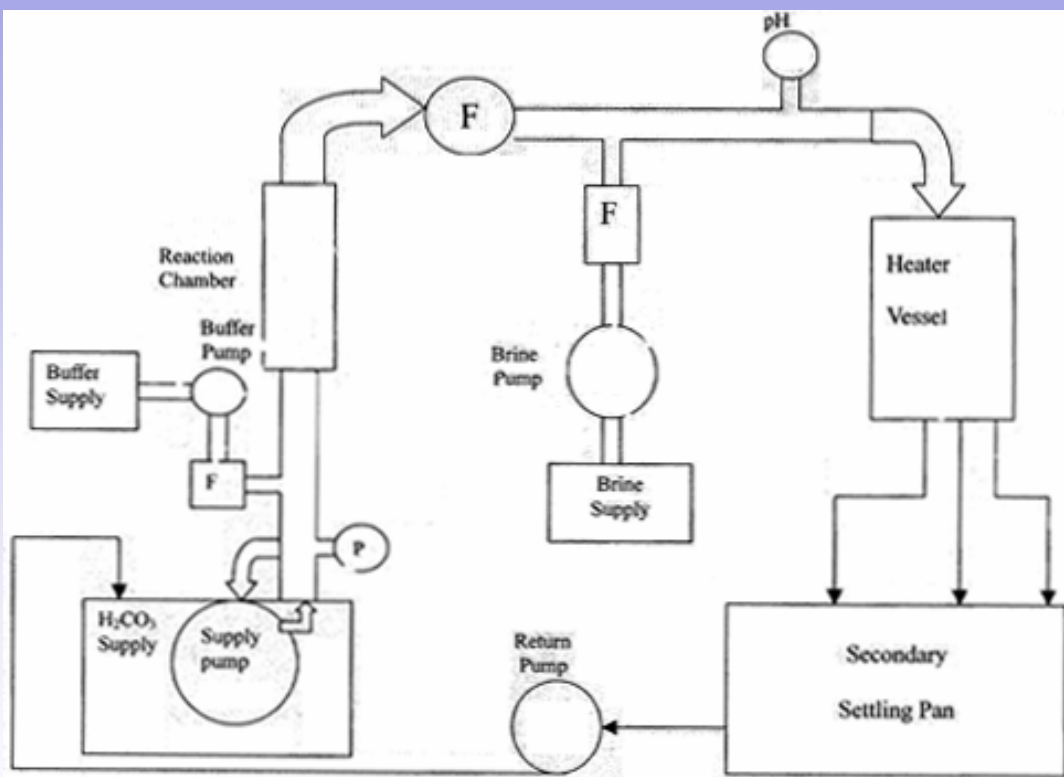 pH
F
Reaction
Chamber
F
Heater
Vessel
Buffer
Pump
Brine
Pump
Buffer
Supply
F
Brine
Supply
P
H₂CO₃
Supply
Supply
pump
Return
Pump
Secondary
Settling Pan